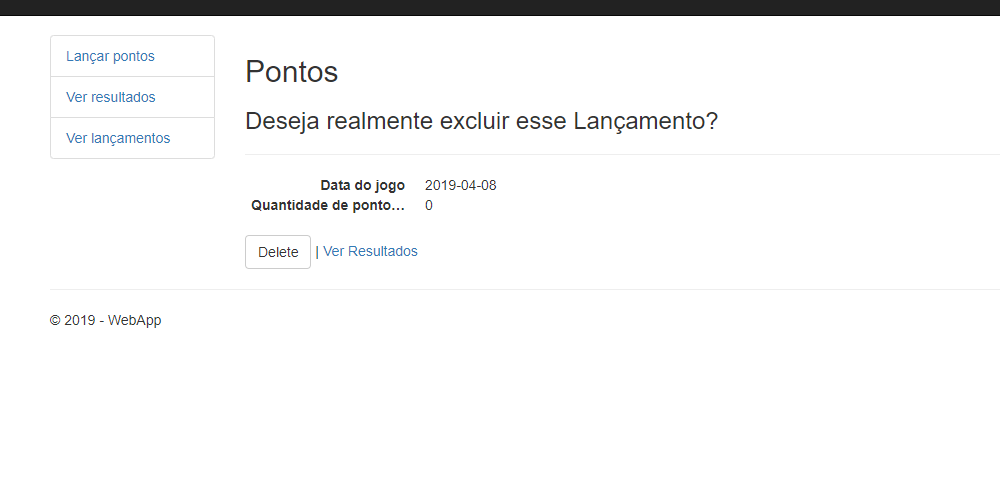 Lançar pontos
Ver resultados
Ver lançamentos
Pontos
Deseja realmente excluir esse Lançamento?
Data do jogo 2019-04-08
Quantidade de ponto... 0
Delete | Ver Resultados
© 2019 - WebApp